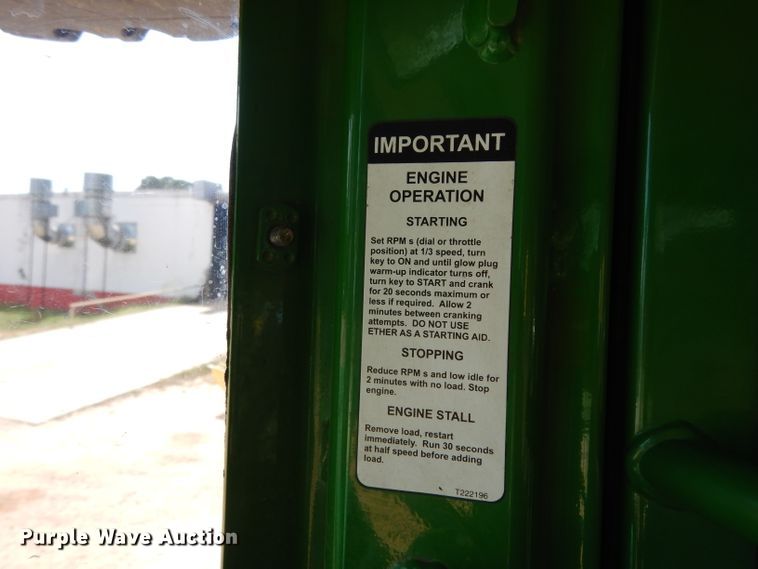 IMPORTANT
ENGINE
OPERATION
STARTING
Set RPM s (dial or throttle
position) at 1/3 speed, turn
key to ON and until glow plug
warm-up indicator turns off,
turn key to START and crank
for 20 seconds maximum or
less if required. Allow 2
minutes between cranking
attempts. DO NOT USE
ETHER AS A STARTING AID.
STOPPING
Reduce RPM s and low idle for
2 minutes with no load. Stop
engine.
ENGINE STALL
Remove load, restart
immediately. Run 30 seconds
at half speed before adding
load.
T222196
Purple Wave Auction